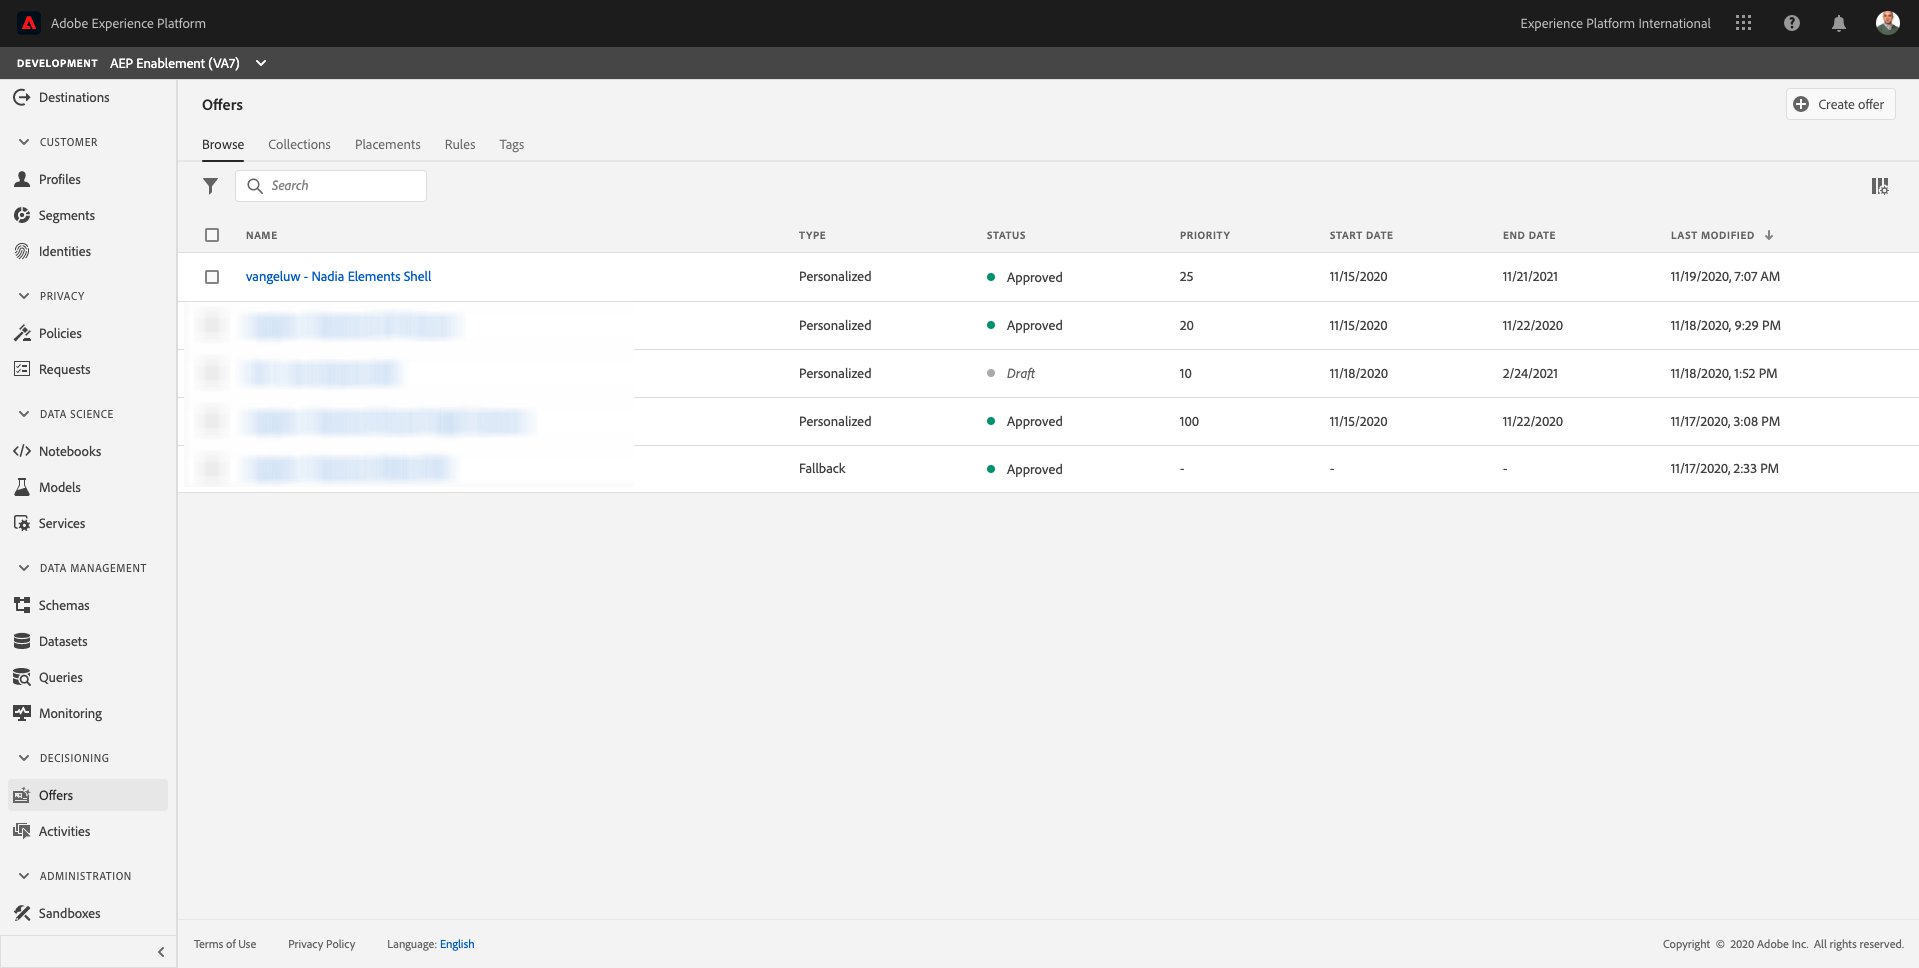 Adobe Experience Platform
Experience Platform International
DEVELOPMENT AEP Enablement (VA7)
Destinations
CUSTOMER
Profiles
Segments
Identities
PRIVACY
Policies
Requests
DATA SCIENCE
Notebooks
Models
Services
DATA MANAGEMENT
Schemas
Datasets
Queries
Monitoring
DECISIONING
Offers
Activities
ADMINISTRATION
Sandboxes
Offers
Create offer
Browse Collections Placements Rules Tags
Search
NAME TYPE STATUS PRIORITY START DATE END DATE LAST MODIFIED
vangeluw - Nadia Elements Shell Personalized Approved 25 11/15/2020 11/21/2021 11/19/2020, 7:07 AM
Personalized Approved 20 11/15/2020 11/22/2020 11/18/2020, 9:29 PM
Personalized Draft 10 11/18/2020 2/24/2021 11/18/2020, 1:52 PM
Personalized Approved 100 11/15/2020 11/22/2020 11/17/2020, 3:08 PM
Fallback Approved - - - 11/17/2020, 2:33 PM
Terms of Use Privacy Policy Language: English
Copyright © 2020 Adobe Inc. All rights reserved.